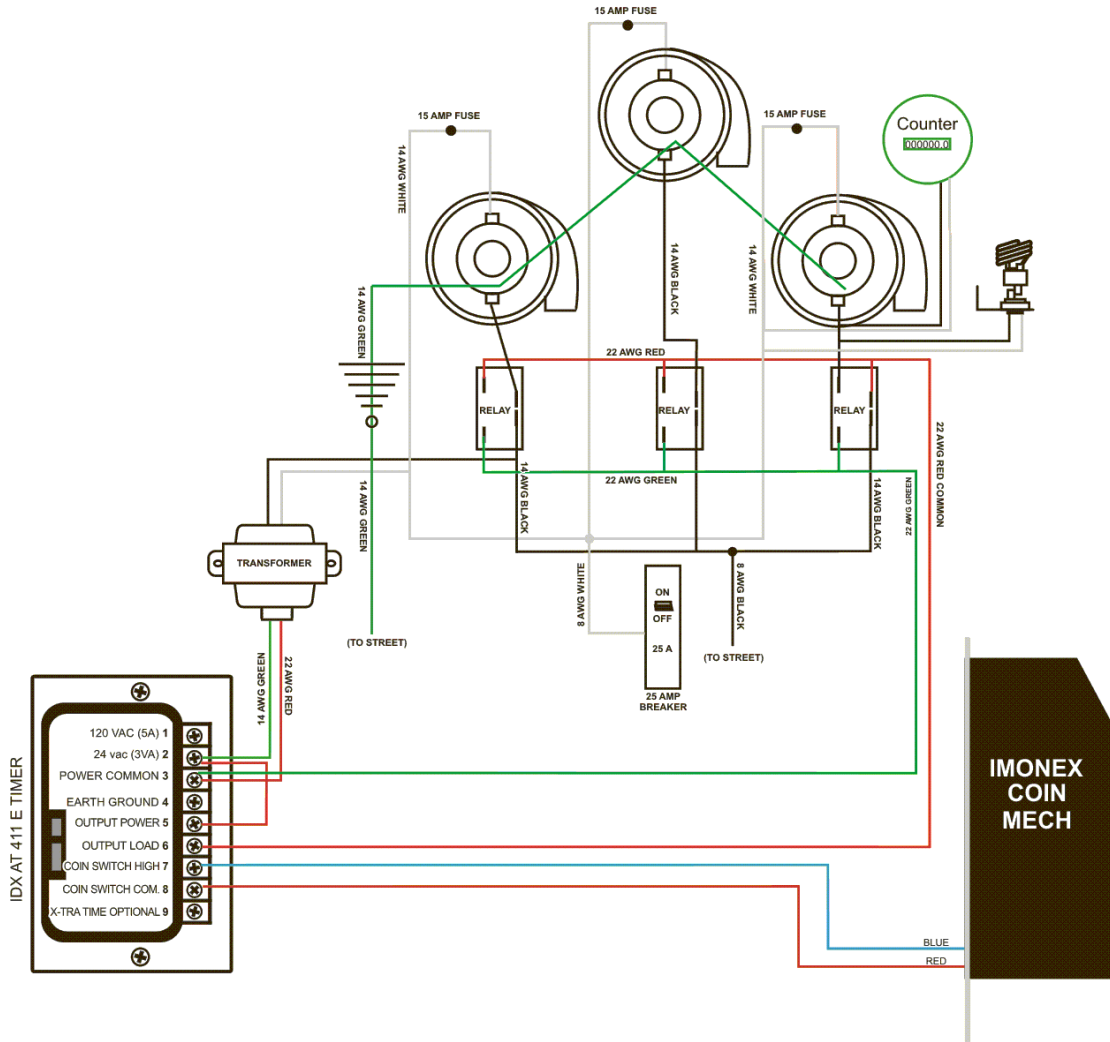 15 AMP FUSE
15 AMP FUSE
15 AMP FUSE
Counter
000000.0
14 AWG WHITE
14 AWG BLACK
14 AWG WHITE
14 AWG GREEN
22 AWG RED
RELAY
RELAY
RELAY
22 AWG RED COMMON
14 AWG GREEN
14 AWG BLACK
22 AWG GREEN
14 AWG BLACK
22 AWG GREEN
TRANSFORMER
8 AWG WHITE
ON
OFF
25 A
25 AMP
BREAKER
8 AWG BLACK
(TO STREET)
(TO STREET)
14 AWG GREEN
22 AWG RED
IDX AT 411 E TIMER
120 VAC (5A) 1
24 vac (3VA) 2
POWER COMMON 3
EARTH GROUND 4
OUTPUT POWER 5
OUTPUT LOAD 6
COIN SWITCH HIGH 7
COIN SWITCH COM. 8
X-TRA TIME OPTIONAL 9
IMONEX
COIN
MECH
BLUE
RED